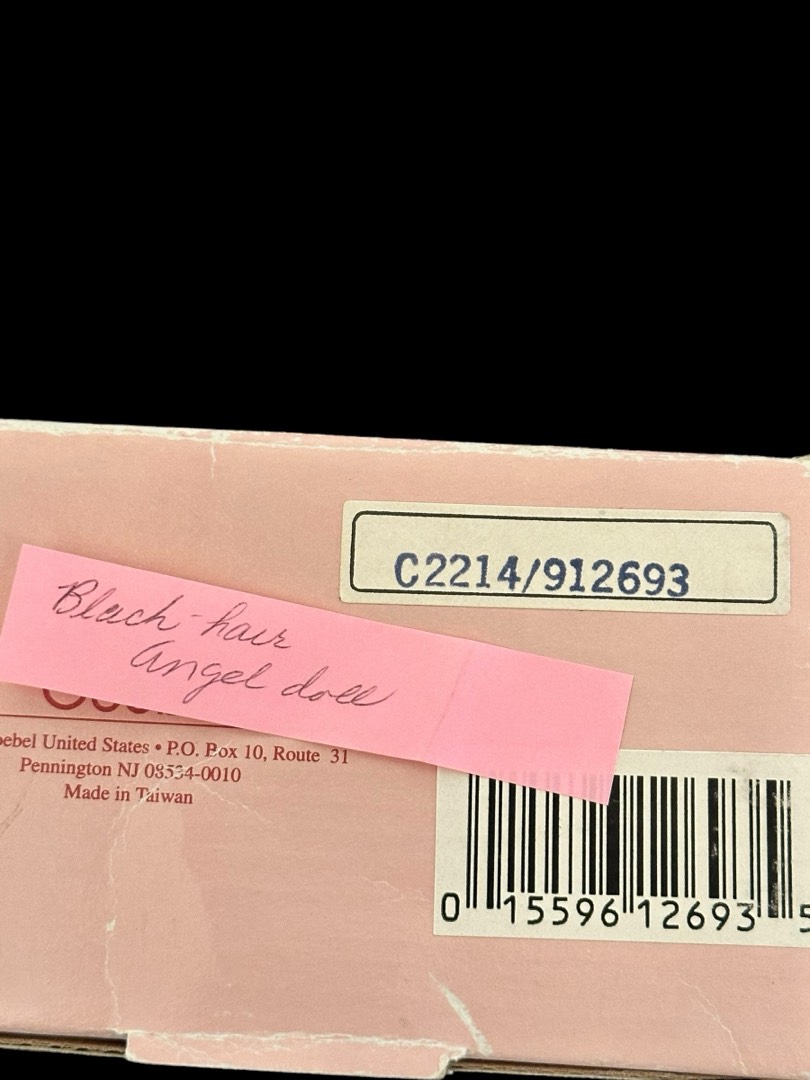 C2214/912693
Black-hair
Angel doll
oebel United States • P.O. Box 10, Route 31
Pennington NJ 08534-0010
Made in Taiwan
0 15596 12693 5